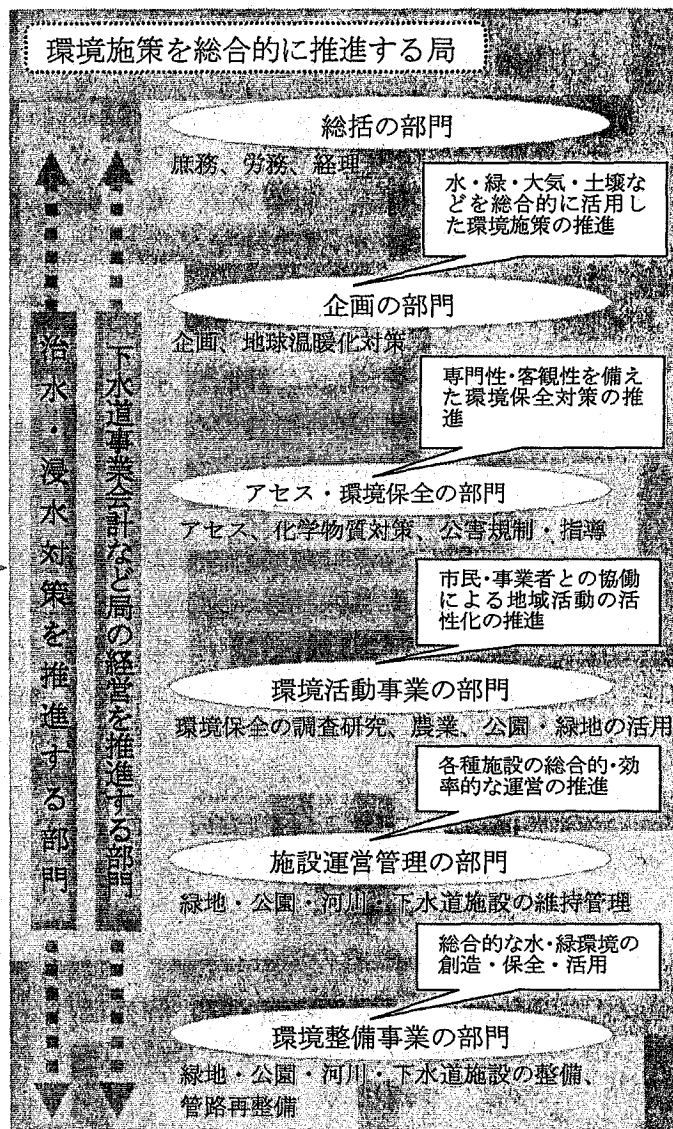 環境施策を総合的に推進する局
総括の部門
庶務、労務、経理
水・緑・大気・土壌な
どを総合的に活用し
た環境施策の推進
企画の部門
企画、地球温暖化対策
専門性・客観性を備え
た環境保全対策の推
進
アセス・環境保全の部門
アセス、化学物質対策、公害規制・指導
市民・事業者との協働
による地域活動の活
性化の推進
環境活動事業の部門
環境保全の調査研究、農業、公園・緑地の活用
各種施設の総合的・効
率的な運営の推進
施設運営管理の部門
緑地・公園・河川・下水道施設の維持管理
総合的な水・緑環境の
創造・保全・活用
環境整備事業の部門
緑地・公園・河川・下水道施設の整備、
管路再整備
治水・浸水対策を推進する部門
下水道事業会計など局の経営を推進する部門